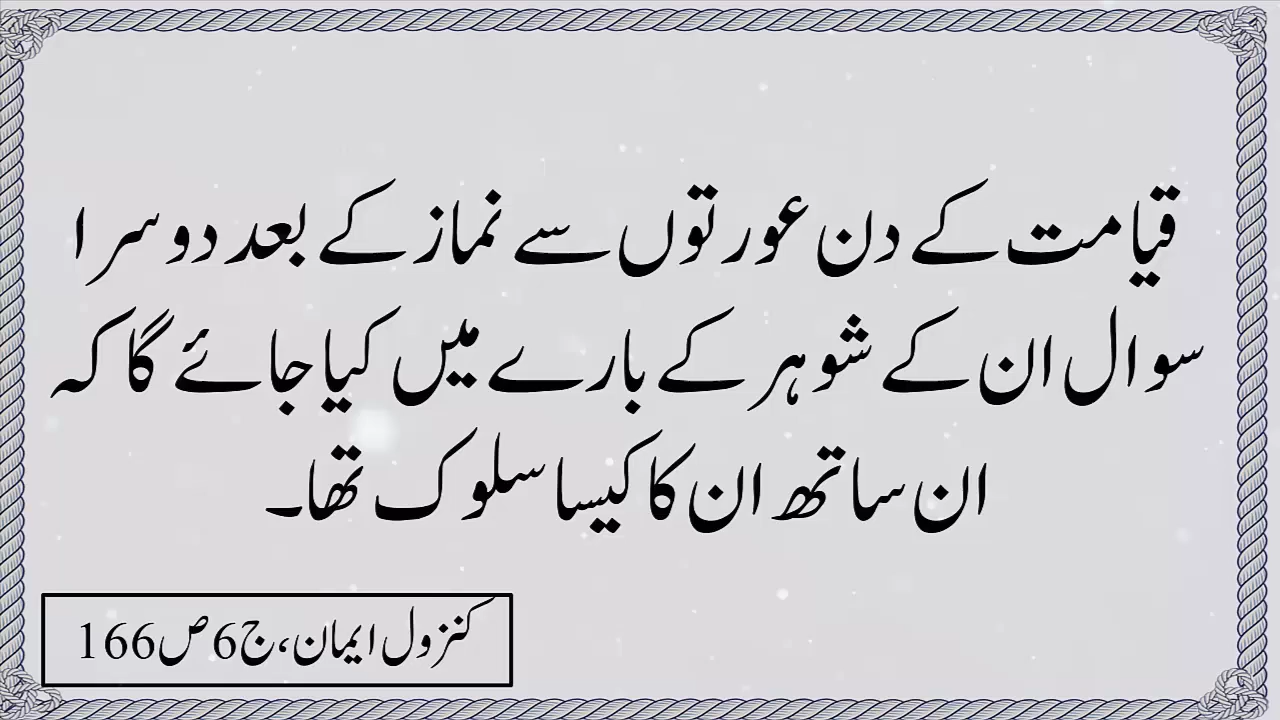 قیامت کے دن عورتوں سے نماز کے بعد دوسرا
سوال ان کے شوہر کے بارے میں کیا جائے گا کہ
ان ساتھ ان کا کیسا سلوک تھا۔
کنزول ایمان، ج6 ص166